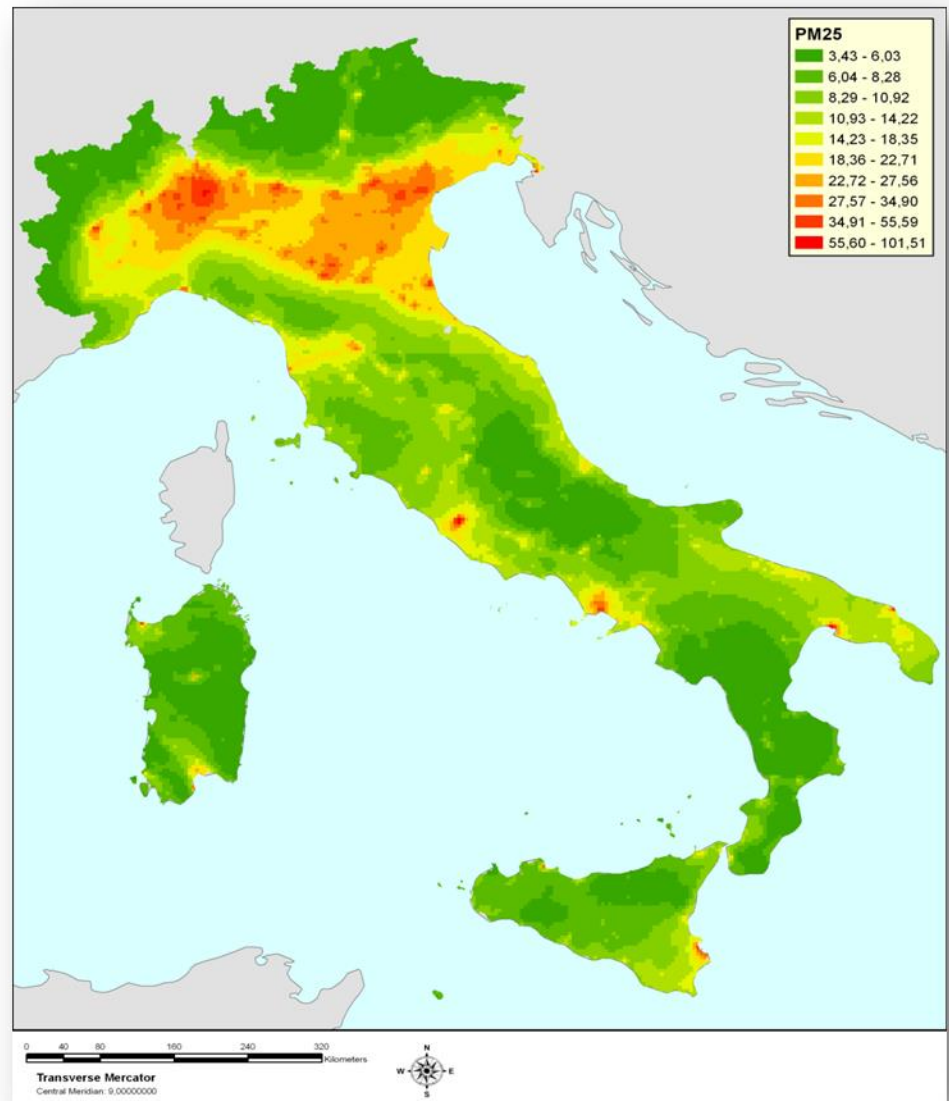 PM25
3,43 - 6,03
6,04 - 8,28
8,29 - 10,92
10,93 - 14,22
14,23 - 18,35
18,36 - 22,71
22,72 - 27,56
27,57 - 34,90
34,91 - 55,59
55,60 - 101,51
0 40 80 160 240 320
Kilometers
Transverse Mercator
Central Meridian: 9,00000000
N
W E
S